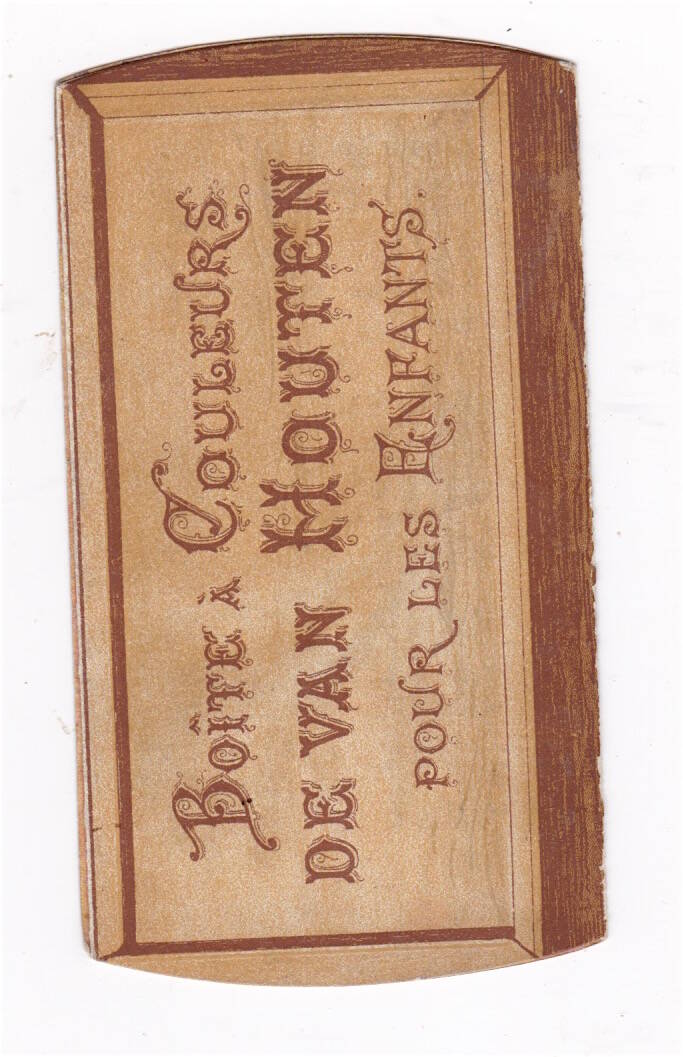 Boîte à Couleurs
de van Houten
pour les Enfants.